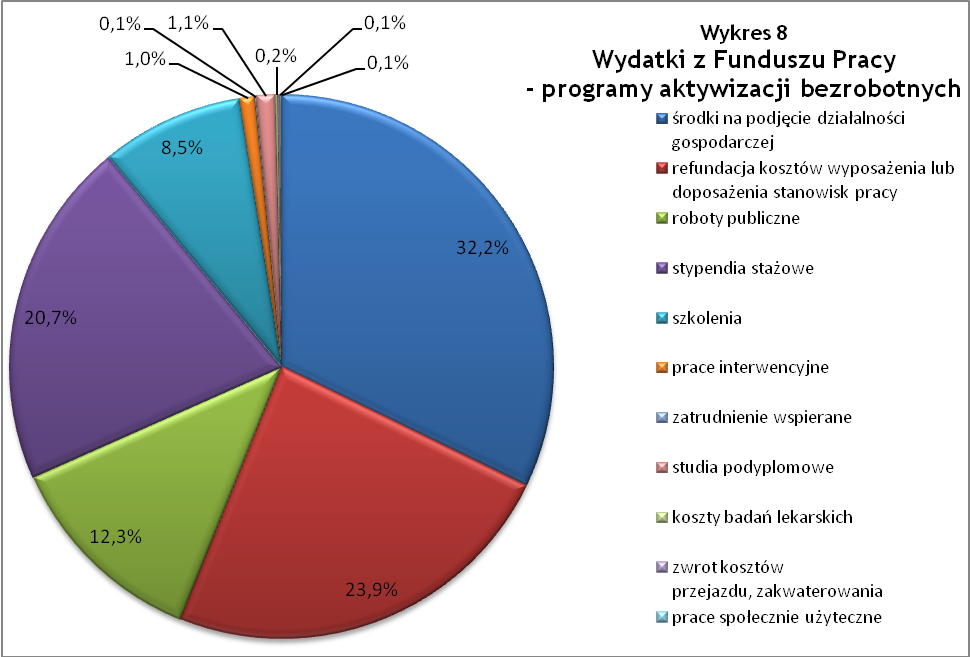 Wykres 8
Wydatki z Funduszu Pracy
- programy aktywizacji bezrobotnych
0,1%
1,1%
0,1%
1,0%
0,2%
0,1%
8,5%
32,2%
20,7%
12,3%
23,9%
środki na podjęcie działalności
gospodarczej
refundacja kosztów wyposażenia lub
doposażenia stanowisk pracy
roboty publiczne
stypendia stażowe
szkolenia
prace interwencyjne
zatrudnienie wspierane
studia podyplomowe
koszty badań lekarskich
zwrot kosztów
przejazdu, zakwaterowania
prace społecznie użyteczne